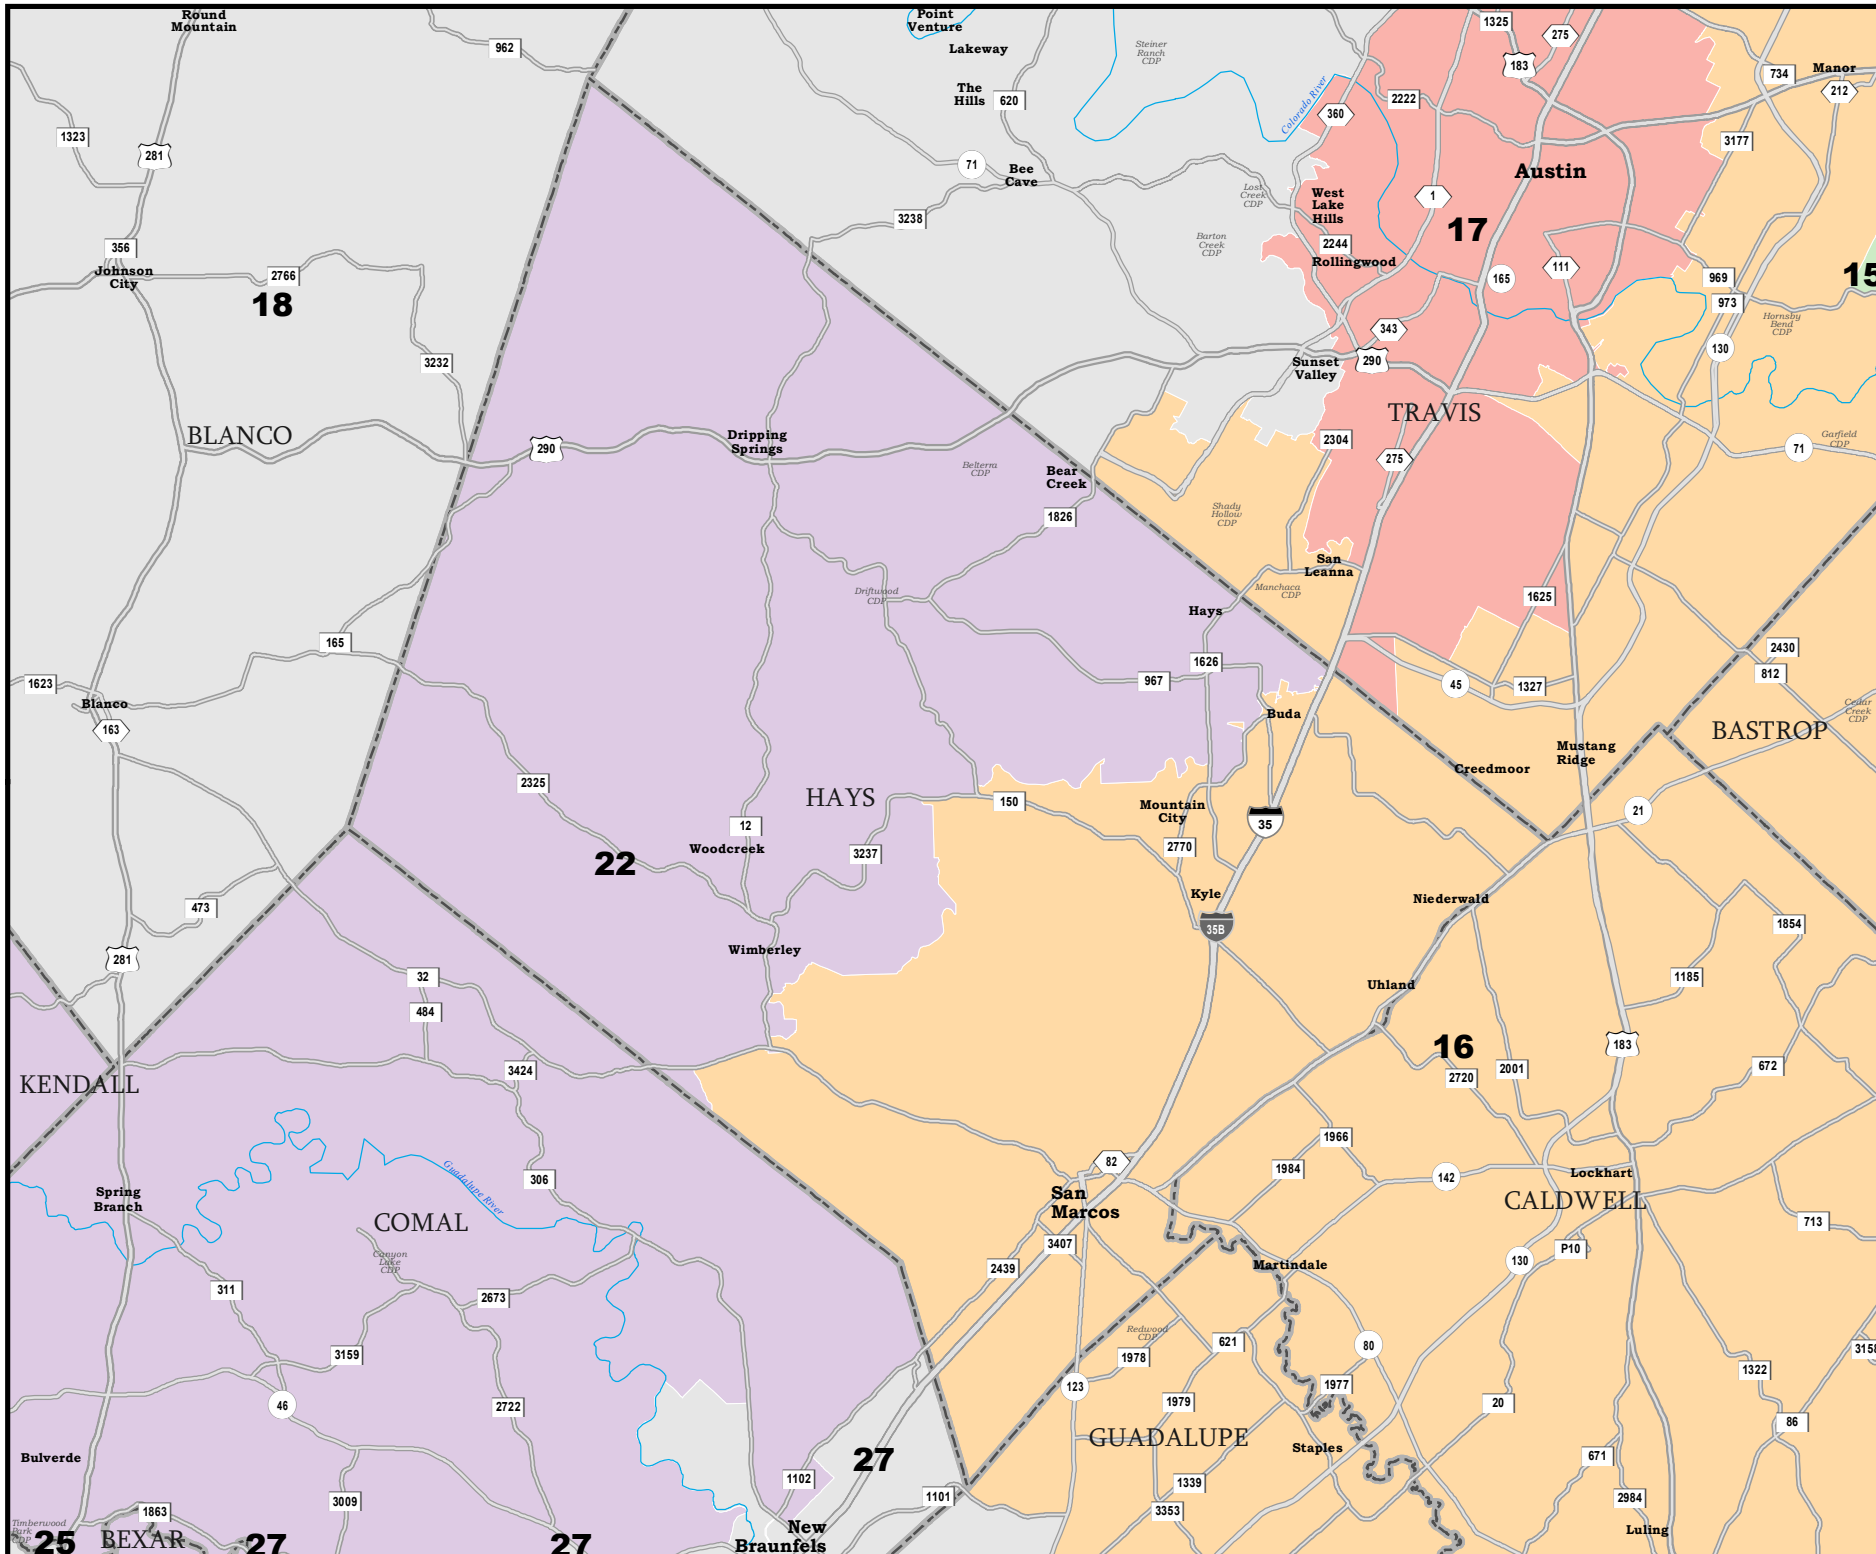 Round
Mountain
962
Point
Venture
Lakeway
Steiner
Ranch
CDP
1325
275
183
734
Manor
212
The
Hills
620
2222
360
Colorado River
1323
281
71
Bee
Cave
3177
Austin
Lost
Creek
CDP
West
Lake
Hills
1
3238
17
Barton
Creek
CDP
2244
Rollingwood
356
Johnson
City
2766
18
165
111
969
973
15
Hornsby
Bend
CDP
343
130
3232
Sunset
Valley
290
TRAVIS
BLANCO
290
Dripping
Springs
2304
275
71
Garfield
CDP
Belterra
CDP
Bear
Creek
1826
Shady
Hollow
CDP
San
Leanna
Driftwood
CDP
Manchaca
CDP
1625
Hays
165
1626
2430
812
1623
967
45
1327
Blanco
163
Buda
Cedar
Creek
CDP
BASTROP
Mustang
Ridge
Creedmoor
2325
HAYS
150
Mountain
City
35
21
12
Woodcreek
3237
2770
22
Kyle
35B
Niederwald
473
1854
281
Wimberley
32
484
Uhland
1185
16
183
3424
2720
2001
672
KENDALL
1966
1984
82
142
Lockhart
CALDWELL
306
Guadalupe River
Spring
Branch
COMAL
San
Marcos
713
3407
P10
Canyon
Lake
CDP
2439
Martindale
130
311
2673
3159
Redwood
CDP
1978
621
80
3158
1322
123
1977
46
2722
1979
20
86
GUADALUPE
Staples
Bulverde
27
1102
671
1339
3353
2984
1101
3009
1863
Timberwood
Park
CDP
25
BEXAR
27
27
New
Braunfels
Luling